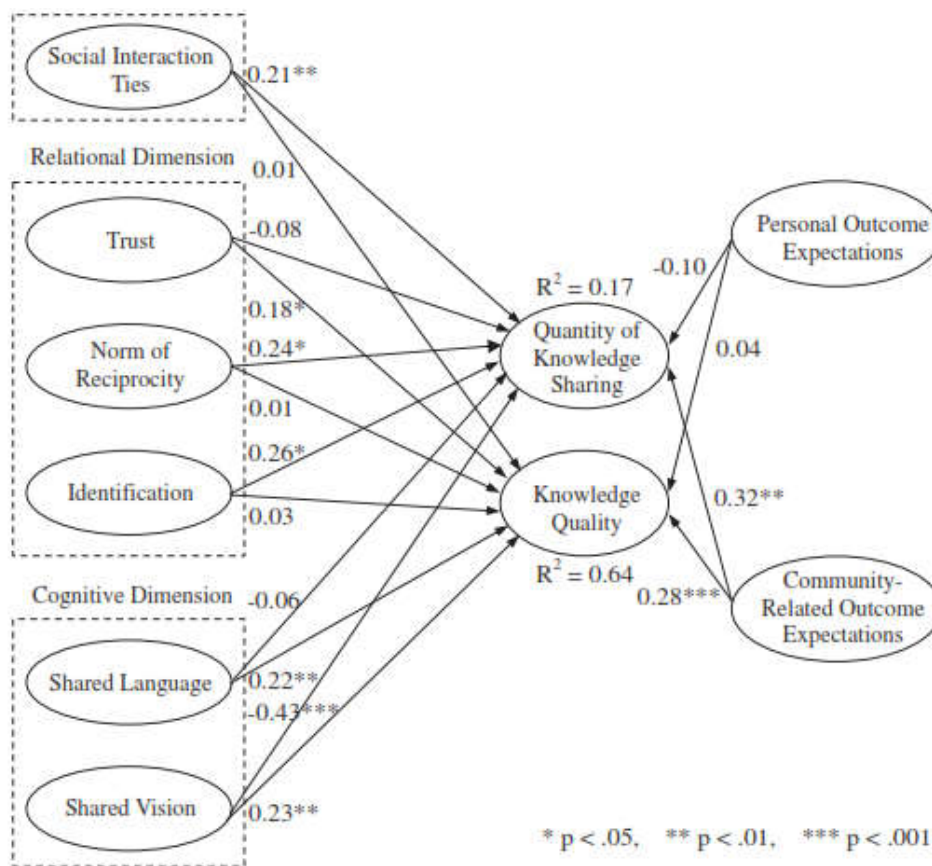 Social Interaction
Ties
0.21**
Relational Dimension
0.01
Trust
-0.08
0.18*
Norm of
Reciprocity
0.24*
0.01
Identification
0.26*
0.03
Cognitive Dimension
-0.06
Shared Language
0.22**
-0.43***
Shared Vision
0.23**
R² = 0.17
Quantity of
Knowledge
Sharing
Knowledge
Quality
R² = 0.64
Personal Outcome
Expectations
-0.10
0.04
0.32**
0.28***
Community-
Related Outcome
Expectations
* p < .05, ** p < .01, *** p < .001